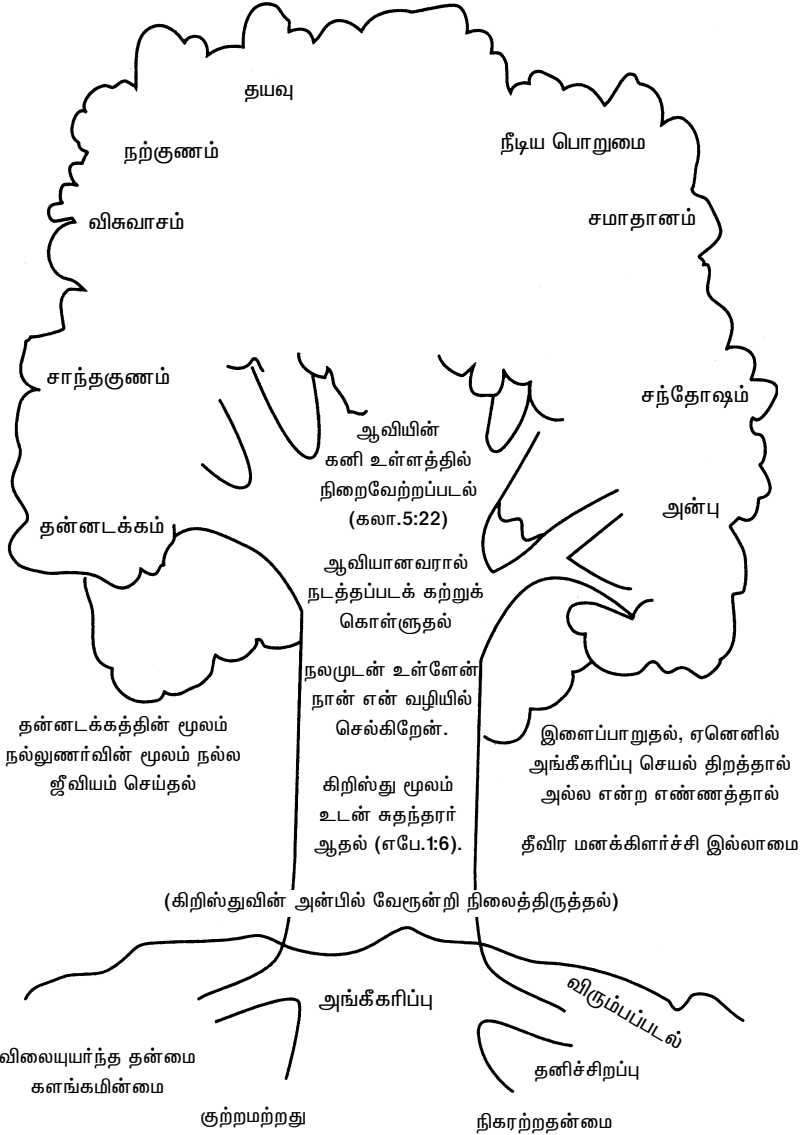 தயவு
நற்குணம்
நீடிய பொறுமை
விசுவாசம்
சமாதானம்
சாந்தகுணம்
சந்தோஷம்
ஆவியின்
கனி உள்ளத்தில்
நிறைவேற்றப்படல்
(கலா.5:22)
தன்னடக்கம்
அன்பு
ஆவியானவரால்
நடத்தப்படக் கற்றுக்
கொள்ளுதல்
நலமுடன் உள்ளேன்
நான் என் வழியில்
செல்கிறேன்.
தன்னடக்கத்தின் மூலம்
நல்லுணர்வின் மூலம் நல்ல
ஜீவியம் செய்தல்
இளைப்பாறுதல், ஏனெனில்
அங்கீகரிப்பு செயல் திறத்தால்
அல்ல என்ற எண்ணத்தால்
கிறிஸ்து மூலம்
உடன் சுதந்தரர்
ஆதல் (எபே.1:6).
தீவிர மனக்கிளர்ச்சி இல்லாமை
(கிறிஸ்துவின் அன்பில் வேரூன்றி நிலைத்திருத்தல்)
அங்கீகரிப்பு
விரும்பப்படல்
விலையுயர்ந்த தன்மை
களங்கமின்மை
தனிச்சிறப்பு
குற்றமற்றது
நிகரற்றதன்மை